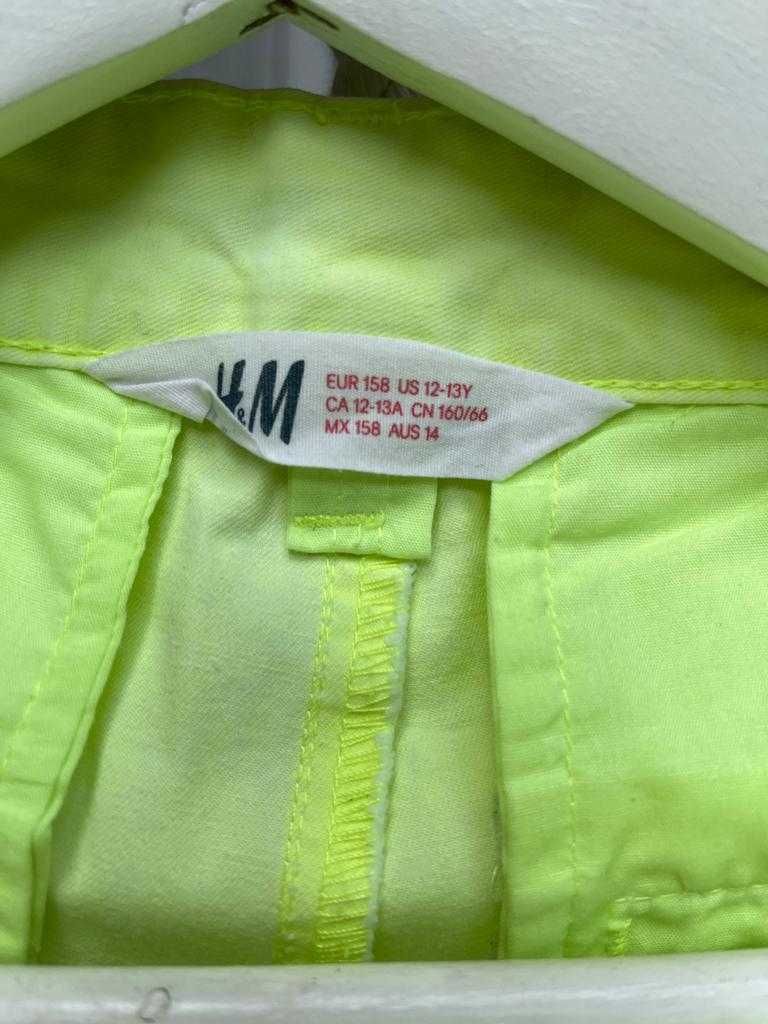 H&M
EUR 158 US 12-13Y
CA 12-13A CN 160/66
MX 158 AUS 14